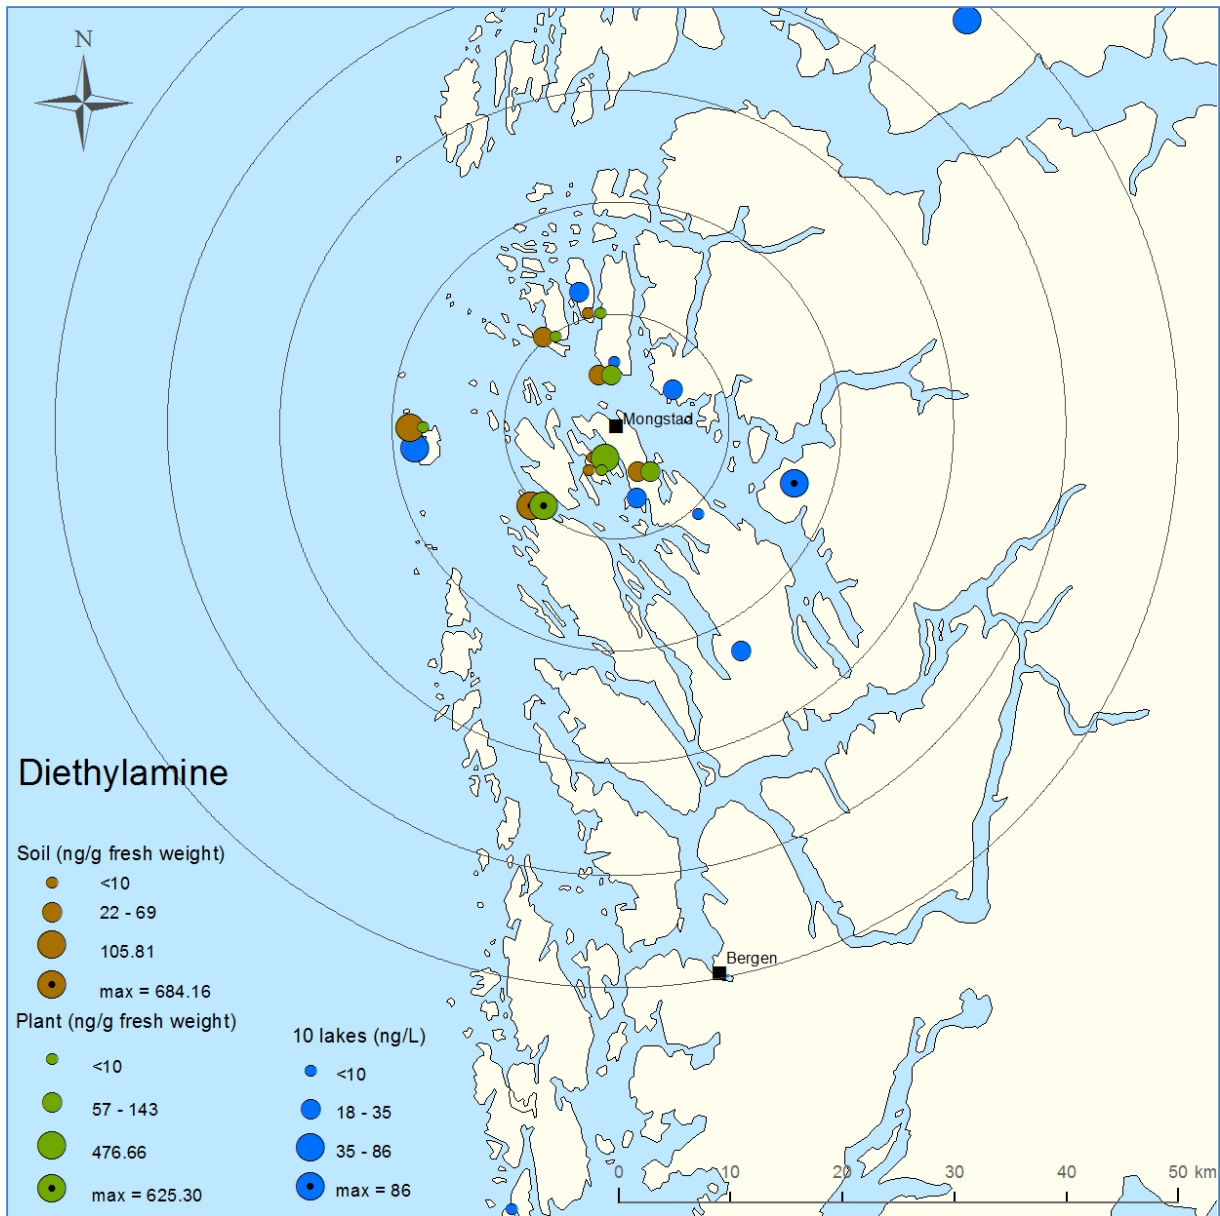 N
Mongstad
Diethylamine
Soil (ng/g fresh weight)
<10
22 - 69
105.81
max = 684.16
Plant (ng/g fresh weight)
<10
57 - 143
476.66
max = 625.30
10 lakes (ng/L)
<10
18 - 35
35 - 86
max = 86
Bergen
0 10 20 30 40 50 km